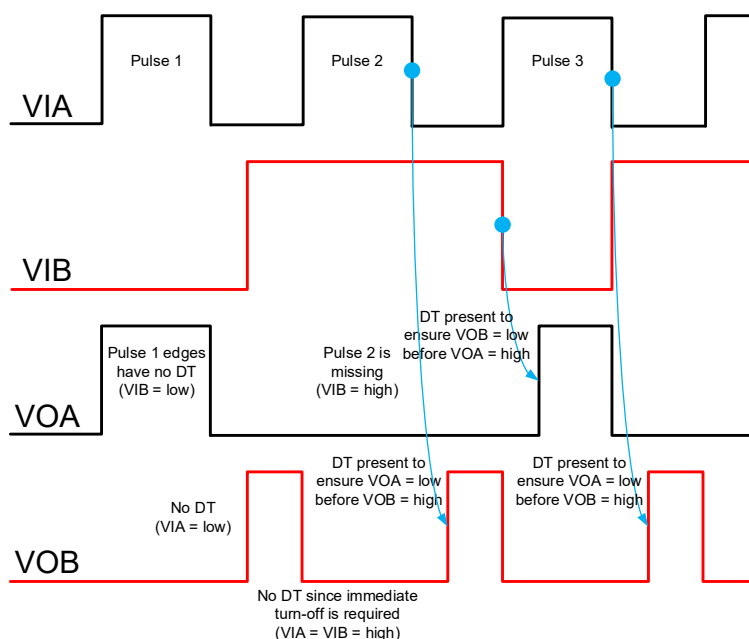 Pulse 1
Pulse 2
Pulse 3
VIA
VIB
DT present to
ensure VOB = low
before VOA = high
Pulse 1 edges
have no DT
(VIB = low)
Pulse 2 is
missing
(VIB = high)
VOA
DT present to
ensure VOA = low
before VOB = high
DT present to
ensure VOA = low
before VOB = high
No DT
(VIA = low)
VOB
No DT since immediate
turn-off is required
(VIA = VIB = high)